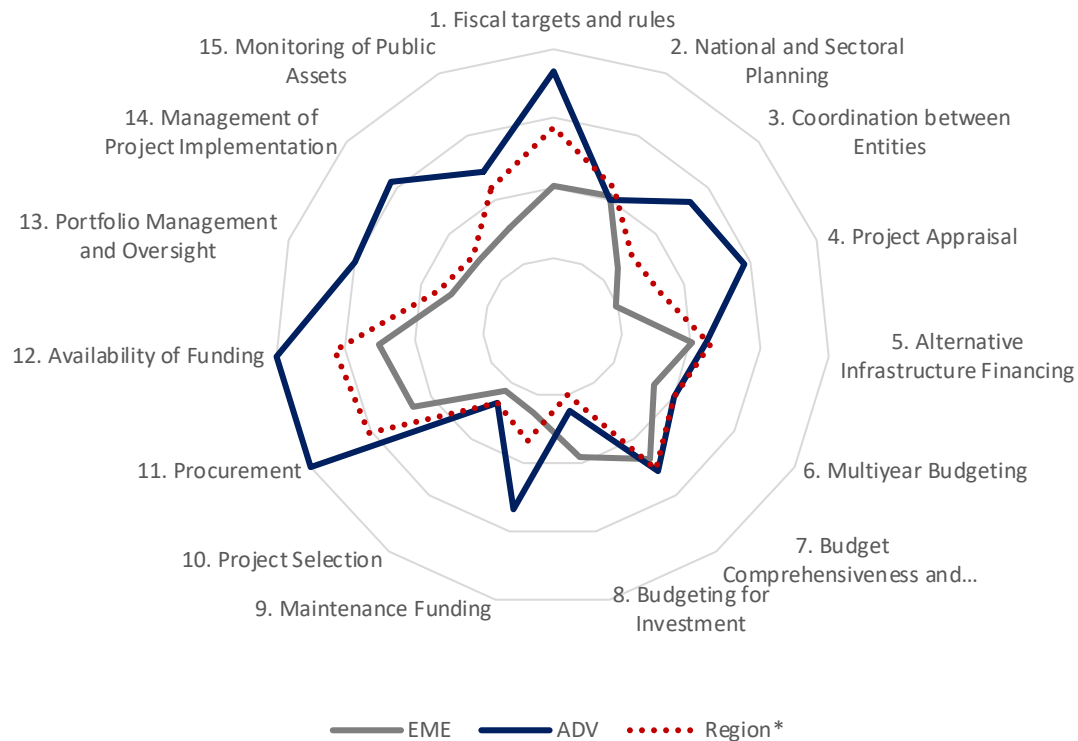 1. Fiscal targets and rules
2. National and Sectoral
Planning
3. Coordination between
Entities
4. Project Appraisal
5. Alternative
Infrastructure Financing
6. Multiyear Budgeting
7. Budget
Comprehensiveness and...
8. Budgeting for
Investment
9. Maintenance Funding
10. Project Selection
11. Procurement
12. Availability of Funding
13. Portfolio Management
and Oversight
14. Management of
Project Implementation
15. Monitoring of Public
Assets
EME
ADV
Region*